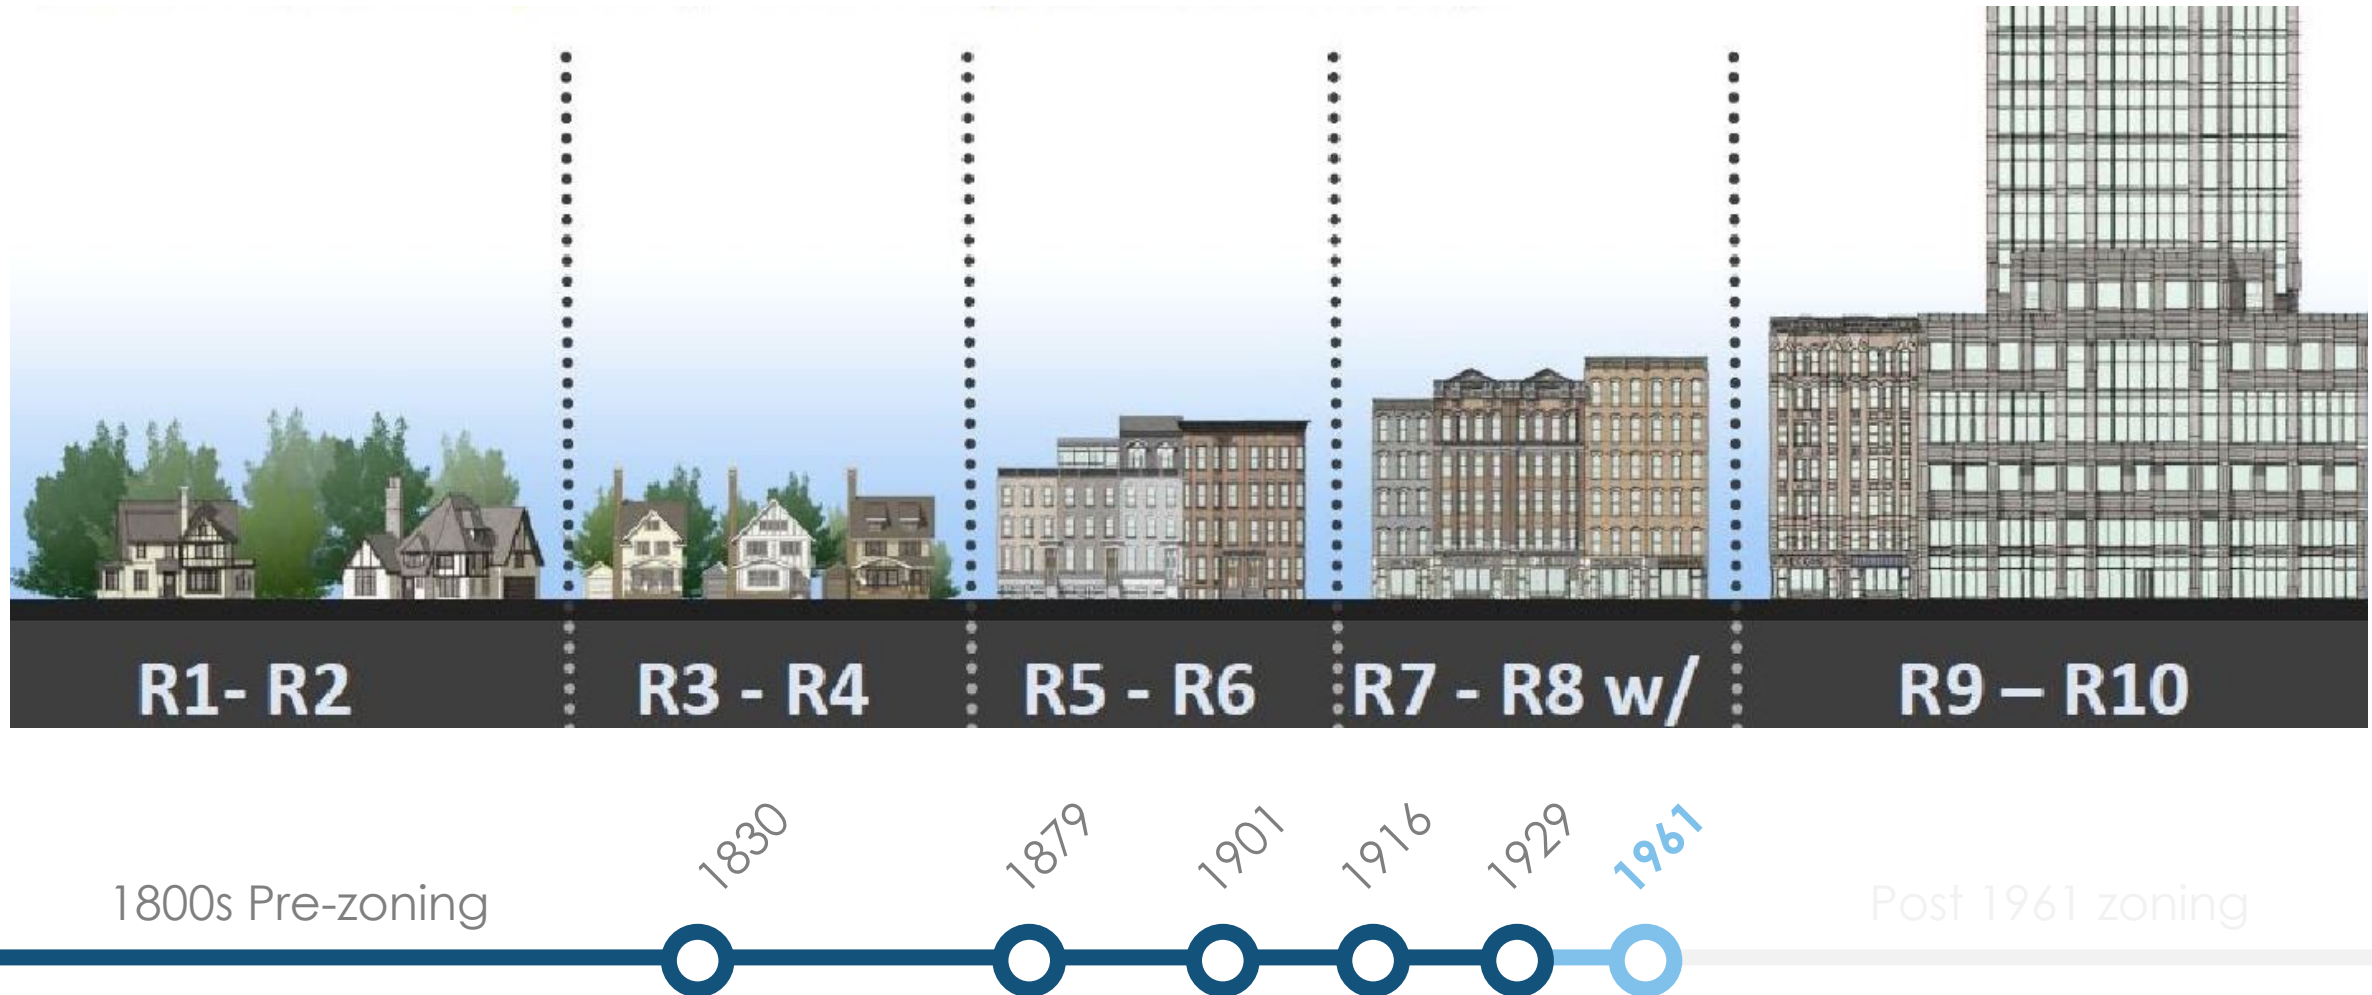 R1- R2
R3 - R4
R5 - R6
R7 - R8 w/
R9 – R10
1830
1879
1901
1916
1929
1961
1800s Pre-zoning
Post 1961 zoning